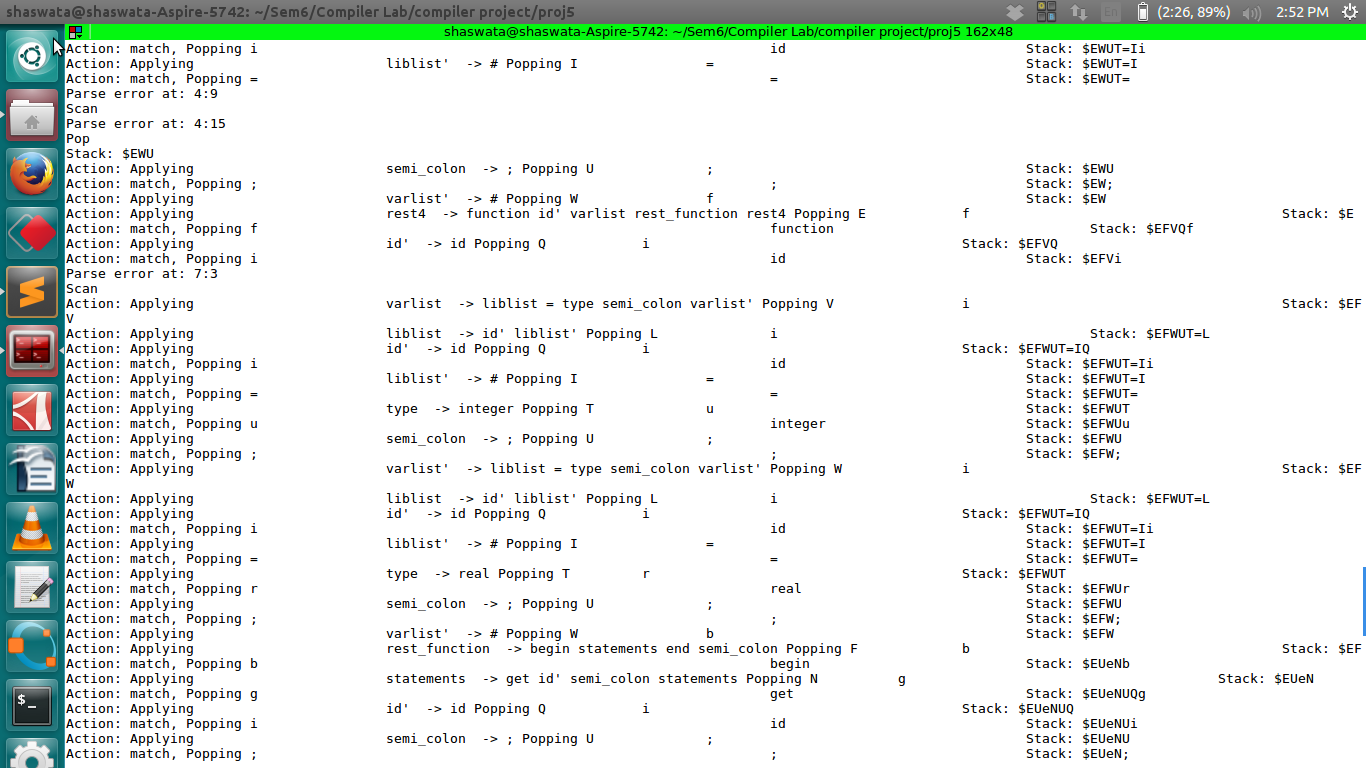 shaswata@shaswata-Aspire-5742: ~/Sem6/Compiler Lab/compiler project/proj5 En (2:26, 89%) 2:52 PM
shaswata@shaswata-Aspire-5742: ~/Sem6/Compiler Lab/compiler project/proj5 162x48
Action: match, Popping i id Stack: $EWUT=Ii
Action: Applying liblist' -> # Popping I = Stack: $EWUT=I
Action: match, Popping = = Stack: $EWUT=
Parse error at: 4:9
Scan
Parse error at: 4:15
Pop
Stack: $EWU
Action: Applying semi_colon -> ; Popping U ; Stack: $EWU
Action: match, Popping ; ; Stack: $EW;
Action: Applying varlist' -> # Popping W f Stack: $EW
Action: Applying rest4 -> function id' varlist rest_function rest4 Popping E f Stack: $E
Action: match, Popping f function Stack: $EFVQf
Action: Applying id' -> id Popping Q i Stack: $EFVQ
Action: match, Popping i id Stack: $EFVi
Parse error at: 7:3
Scan
Action: Applying varlist -> liblist = type semi_colon varlist' Popping V i Stack: $EF
V
Action: Applying liblist -> id' liblist' Popping L i Stack: $EFWUT=L
Action: Applying id' -> id Popping Q i Stack: $EFWUT=IQ
Action: match, Popping i id Stack: $EFWUT=Ii
Action: Applying liblist' -> # Popping I = Stack: $EFWUT=I
Action: match, Popping = = Stack: $EFWUT=
Action: Applying type -> integer Popping T u Stack: $EFWUT
Action: match, Popping u integer Stack: $EFWUu
Action: Applying semi_colon -> ; Popping U ; Stack: $EFWU
Action: match, Popping ; ; Stack: $EFW;
Action: Applying varlist' -> liblist = type semi_colon varlist' Popping W i Stack: $EF
W
Action: Applying liblist -> id' liblist' Popping L i Stack: $EFWUT=L
Action: Applying id' -> id Popping Q i Stack: $EFWUT=IQ
Action: match, Popping i id Stack: $EFWUT=Ii
Action: Applying liblist' -> # Popping I = Stack: $EFWUT=I
Action: match, Popping = = Stack: $EFWUT=
Action: Applying type -> real Popping T r Stack: $EFWUT
Action: match, Popping r real Stack: $EFWUr
Action: Applying semi_colon -> ; Popping U ; Stack: $EFWU
Action: match, Popping ; ; Stack: $EFW;
Action: Applying varlist' -> # Popping W b Stack: $EFW
Action: Applying rest_function -> begin statements end semi_colon Popping F b Stack: $EF
Action: match, Popping b begin Stack: $EUeNb
Action: Applying statements -> get id' semi_colon statements Popping N g Stack: $EUeN
Action: match, Popping g get Stack: $EUeNUQg
Action: Applying id' -> id Popping Q i Stack: $EUeNUQ
Action: match, Popping i id Stack: $EUeNUi
Action: Applying semi_colon -> ; Popping U ; Stack: $EUeNU
Action: match, Popping ; ; Stack: $EUeN;